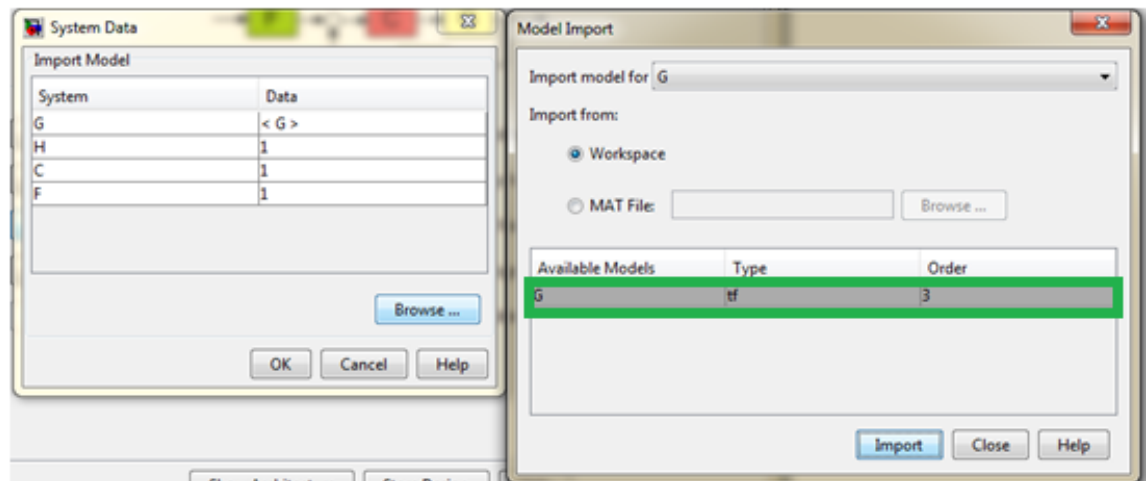 System Data
Import Model
System Data
G < G >
H 1
C 1
F 1
Browse ...
OK Cancel Help
Model Import
Import model for G
Import from:
Workspace
MAT File: Browse ...
Available Models Type Order
G tf 3
Import Close Help